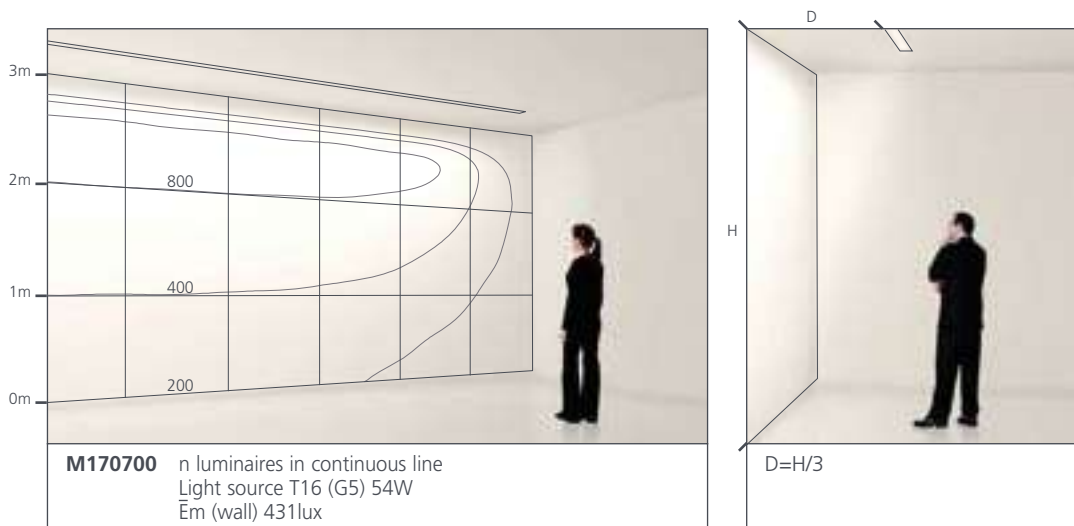 D
3m
2m
1m
0m
800
400
200
H
M170700 n luminaires in continuous line
Light source T16 (G5) 54W
Ēm (wall) 431lux
D=H/3